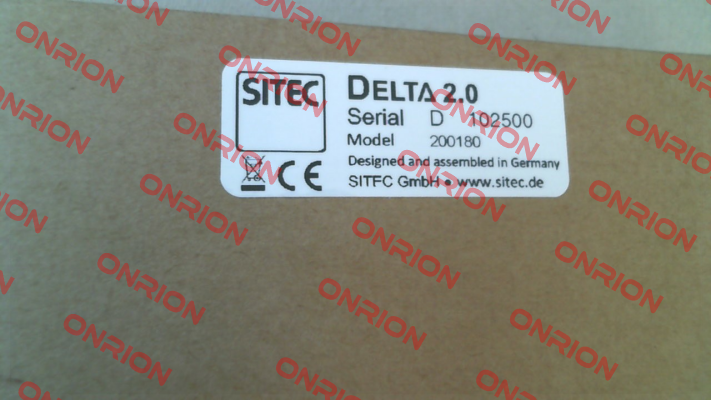 SITEC
DELTA 2.0
Serial D 102500
Model 200180
Designed and assembled in Germany
SITEC GmbH • www.sitec.de
CE
ONRION